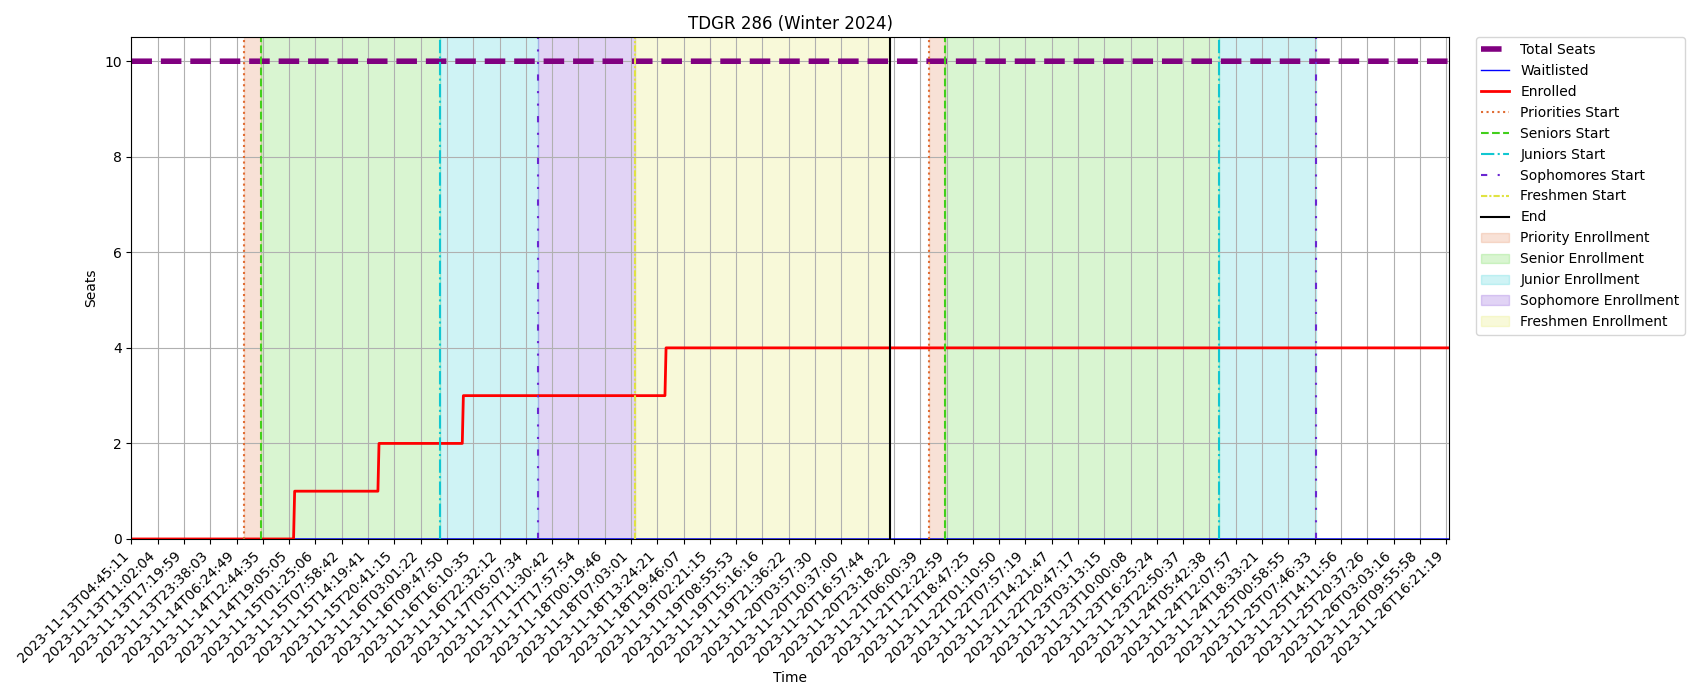 TDGR 286 (Winter 2024)
Seats
10
8
6
4
2
0
2023-11-13T04:45:11
2023-11-13T11:02:04
2023-11-13T17:19:59
2023-11-13T23:38:03
2023-11-14T06:24:49
2023-11-14T12:44:35
2023-11-14T19:05:05
2023-11-15T01:25:06
2023-11-15T07:58:42
2023-11-15T14:19:41
2023-11-15T20:41:15
2023-11-16T03:01:22
2023-11-16T09:47:50
2023-11-16T16:10:35
2023-11-16T22:32:12
2023-11-17T05:07:34
2023-11-17T11:30:42
2023-11-17T17:57:54
2023-11-18T00:19:46
2023-11-18T07:03:01
2023-11-18T13:24:21
2023-11-18T19:46:07
2023-11-19T02:21:15
2023-11-19T08:55:53
2023-11-19T15:16:16
2023-11-19T21:36:22
2023-11-20T03:57:30
2023-11-20T10:37:00
2023-11-20T16:57:44
2023-11-20T23:18:22
2023-11-21T06:00:39
2023-11-21T12:22:59
2023-11-21T18:47:25
2023-11-22T01:10:50
2023-11-22T07:57:19
2023-11-22T14:21:47
2023-11-22T20:47:17
2023-11-23T03:13:15
2023-11-23T10:00:08
2023-11-23T16:25:24
2023-11-23T22:50:37
2023-11-24T05:42:38
2023-11-24T12:07:57
2023-11-24T18:33:21
2023-11-25T00:58:55
2023-11-25T07:46:33
2023-11-25T14:11:56
2023-11-25T20:37:26
2023-11-26T03:03:16
2023-11-26T09:55:58
2023-11-26T16:21:19
Time
Total Seats
Waitlisted
Enrolled
Priorities Start
Seniors Start
Juniors Start
Sophomores Start
Freshmen Start
End
Priority Enrollment
Senior Enrollment
Junior Enrollment
Sophomore Enrollment
Freshmen Enrollment